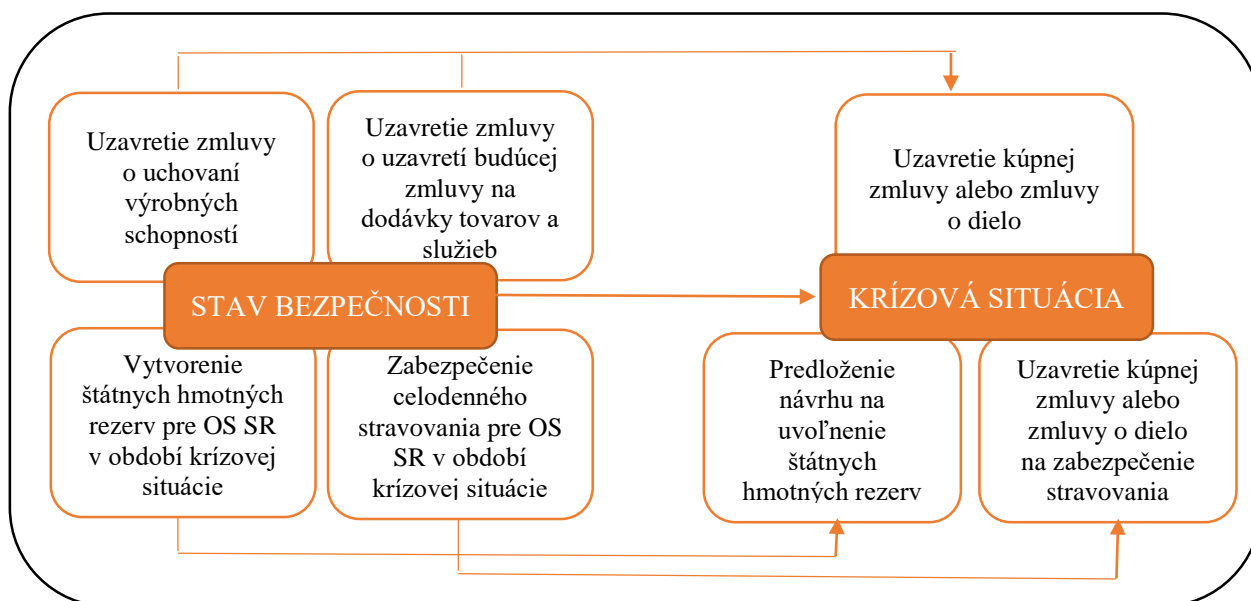 Uzavretie zmluvy
o uchovaní
výrobných
schopností
Uzavretie zmluvy
o uzavretí budúcej
zmluvy na
dodávky tovarov a
služieb
Uzavretie kúpnej
zmluvy alebo zmluvy
o dielo
STAV BEZPEČNOSTI
KRÍZOVÁ SITUÁCIA
Vytvorenie
štátnych hmotných
rezerv pre OS SR
v období krízovej
situácie
Zabezpečenie
celodenného
stravovania pre OS
SR v období
krízovej situácie
Predloženie
návrhu na
uvoľnenie
štátnych
hmotných rezerv
Uzavretie kúpnej
zmluvy alebo
zmluvy o dielo
na zabezpečenie
stravovania